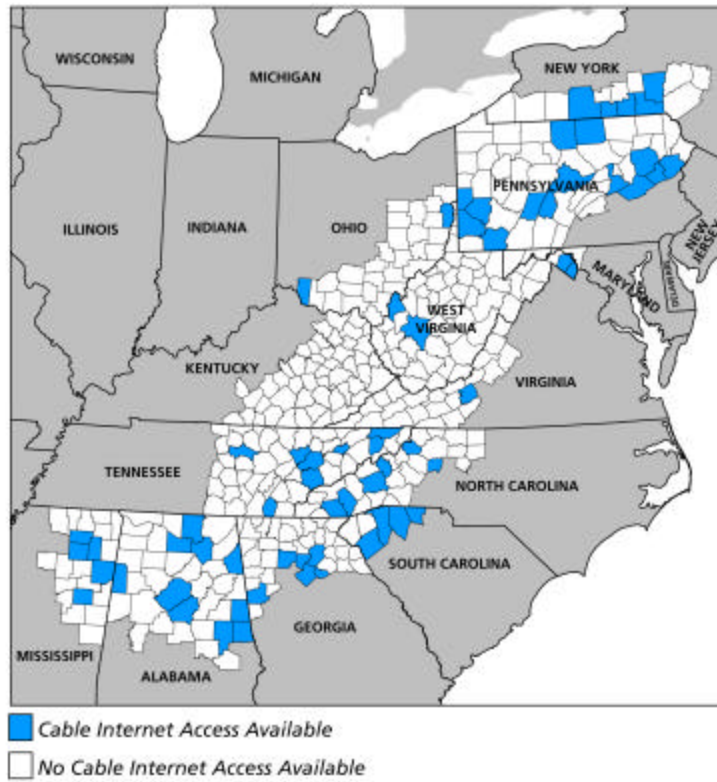 WISCONSIN
MICHIGAN
NEW YORK
PENNSYLVANIA
ILLINOIS
INDIANA
OHIO
NEW
JERSEY
MARYLAND
DELAWARE
WEST
VIRGINIA
KENTUCKY
VIRGINIA
TENNESSEE
NORTH CAROLINA
SOUTH CAROLINA
GEORGIA
MISSISSIPPI
ALABAMA
Cable Internet Access Available
No Cable Internet Access Available